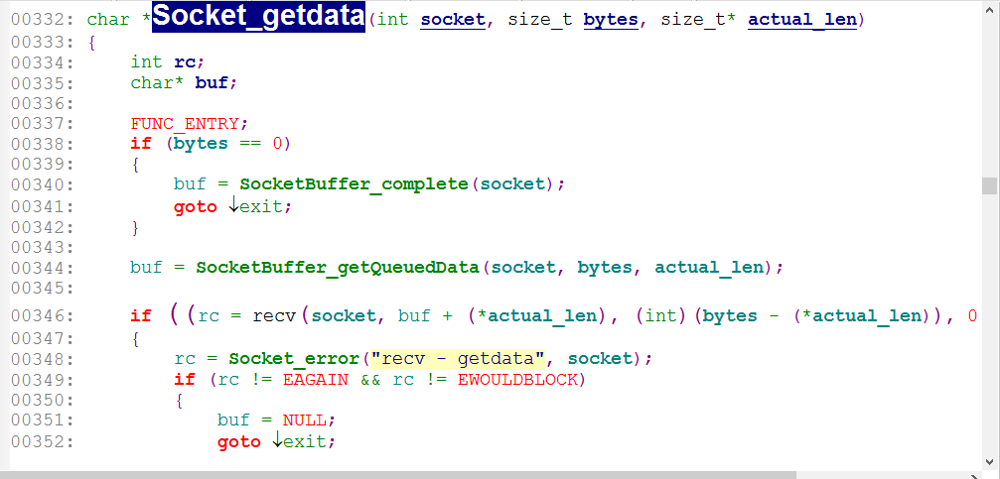 00332: char *Socket_getdata(int socket, size_t bytes, size_t* actual_len)
00333: {
00334:     int rc;
00335:     char* buf;
00336:
00337:     FUNC_ENTRY;
00338:     if (bytes == 0)
00339:     {
00340:         buf = SocketBuffer_complete(socket);
00341:         goto ↓exit;
00342:     }
00343:
00344:     buf = SocketBuffer_getQueuedData(socket, bytes, actual_len);
00345:
00346:     if ((rc = recv(socket, buf + (*actual_len), (int)(bytes - (*actual_len)), 0
00347:     {
00348:         rc = Socket_error("recv - getdata", socket);
00349:         if (rc != EAGAIN && rc != EWOULDBLOCK)
00350:         {
00351:             buf = NULL;
00352:             goto ↓exit;